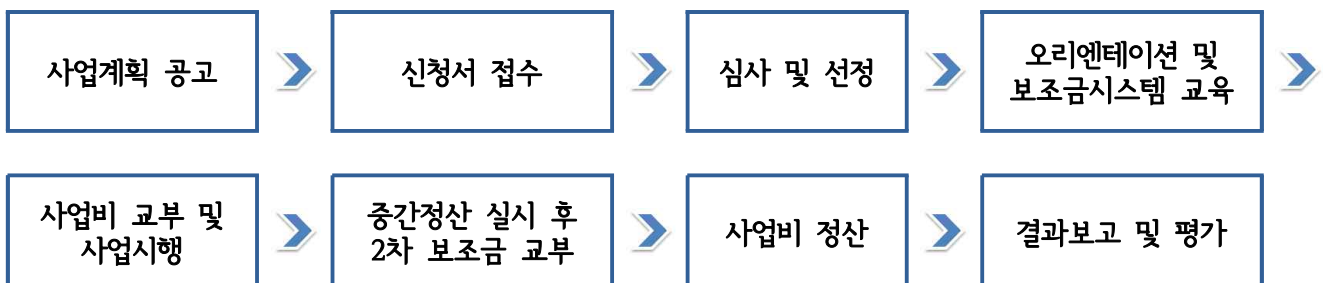 사업계획 공고
신청서 접수
심사 및 선정
오리엔테이션 및
보조금시스템 교육
사업비 교부 및
사업시행
중간정산 실시 후
2차 보조금 교부
사업비 정산
결과보고 및 평가